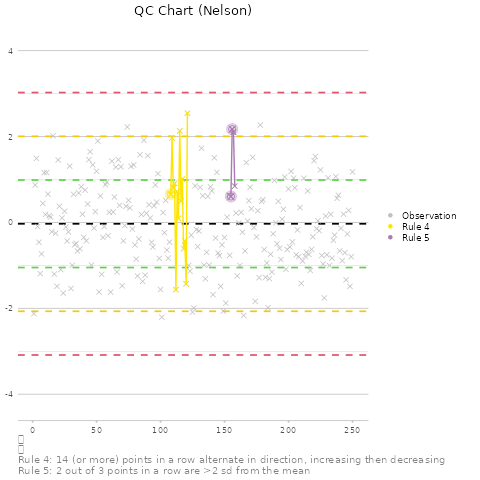 QC Chart (Nelson)
4
2
0
-2
-4
0
50
100
150
200
250
Observation
Rule 4
Rule 5
Rule 4: 14 (or more) points in a row alternate in direction, increasing then decreasing
Rule 5: 2 out of 3 points in a row are >2 sd from the mean